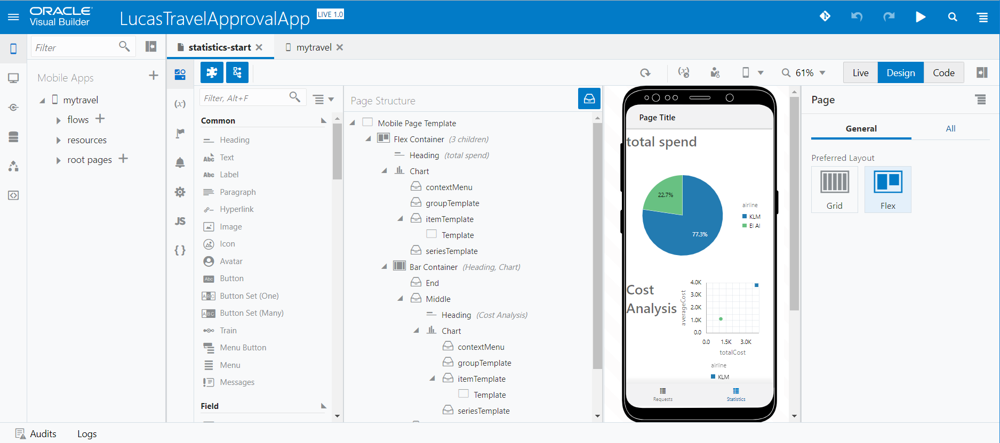 ORACLE
Visual Builder
LucasTravelApprovalApp
LIVE 1.0
Filter
statistics-start
mytravel
Mobile Apps
mytravel
flows
resources
root pages
(x)
JS
{ }
61%
Live
Design
Code
Filter, Alt+F
Common
Heading
Abc
Text
Abc
Label
Paragraph
Hyperlink
Image
Icon
Avatar
Abc
Button
ABC
Button Set (One)
ABC
Button Set (Many)
Train
Menu Button
Menu
Messages
Field
Page Structure
Mobile Page Template
Flex Container (3 children)
Heading (total spend)
Chart
contextMenu
groupTemplate
itemTemplate
Template
seriesTemplate
Bar Container (Heading, Chart)
End
Middle
Heading (Cost Analysis)
Chart
contextMenu
groupTemplate
itemTemplate
Template
seriesTemplate
Page Title
total spend
22.7%
77.3%
airline
KLM
El Al
Cost
Analysis
averageCost
4.0K
3.0K
2.0K
1.0K
0.0
0.0 1.5K 3.0K
totalCost
airline
KLM
Requests
Statistics
Page
General
All
Preferred Layout
Grid
Flex
Audits
Logs